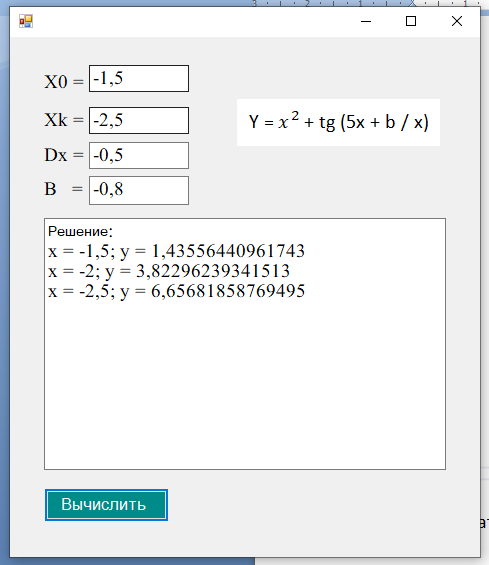 X0 = -1,5
Xk = -2,5
Dx = -0,5
B = -0,8
Y = x² + tg (5x + b / x)
Решение:
x = -1,5; y = 1,43556440961743
x = -2; y = 3,82296239341513
x = -2,5; y = 6,65681858769495
Вычислить